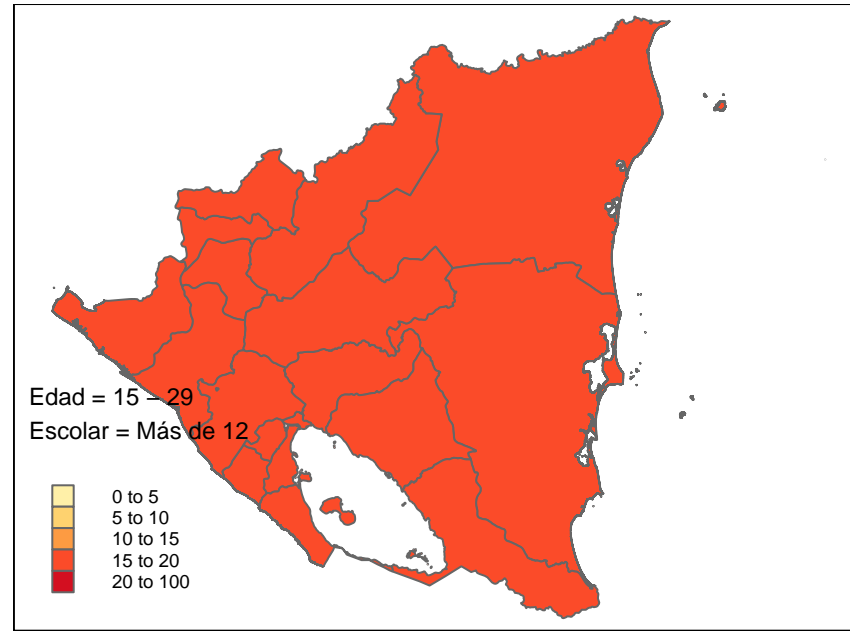 Edad = 15 – 29
Escolar = Más de 12
0 to 5
5 to 10
10 to 15
15 to 20
20 to 100